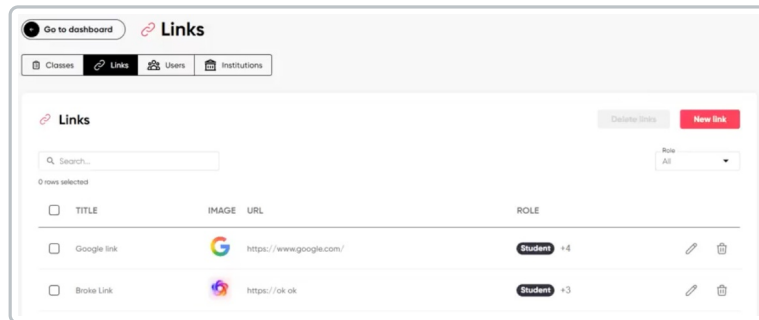 Go to dashboard
Links
Classes
Links
Users
Institutions
Links
Delete links
New link
Search...
Role
All
0 rows selected
TITLE IMAGE URL ROLE
Google link https://www.google.com/ Student +4
Broke Link https://ok ok Student +3